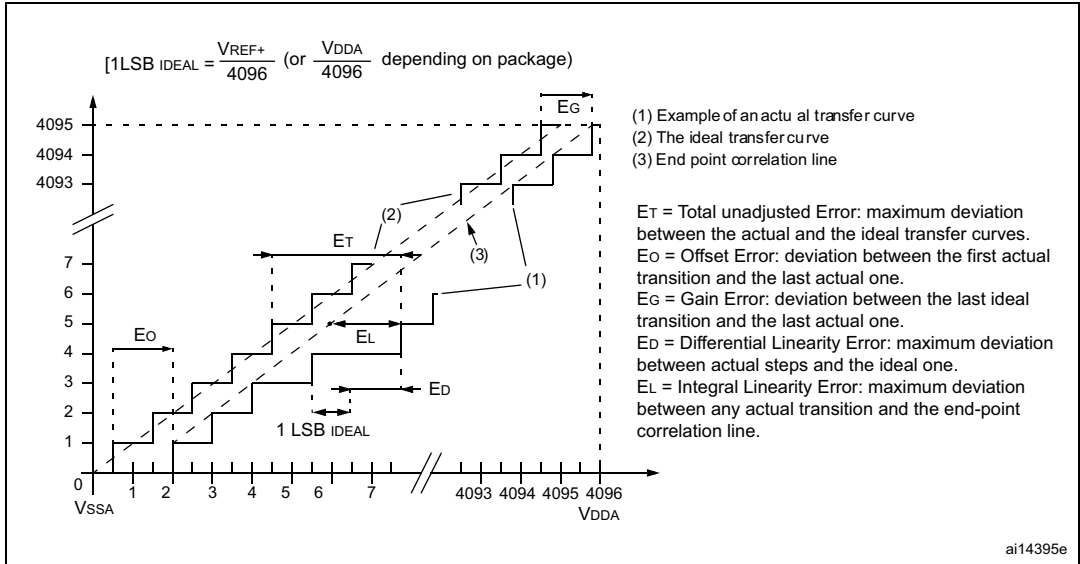 [1LSB IDEAL = VREF+ / 4096 (or VDDA / 4096 depending on package)
EG
4095
4094
4093
7
6
5
4
3
2
1
0
(2)
ET
(3)
(1)
EO
EL
ED
1 LSB IDEAL
1 2 3 4 5 6 7 4093 4094 4095 4096
VSSA
VDDA
(1) Example of an actu al transfer curve
(2) The ideal transfer curve
(3) End point correlation line
ET = Total unadjusted Error: maximum deviation
between the actual and the ideal transfer curves.
EO = Offset Error: deviation between the first actual
transition and the last actual one.
EG = Gain Error: deviation between the last ideal
transition and the last actual one.
ED = Differential Linearity Error: maximum deviation
between actual steps and the ideal one.
EL = Integral Linearity Error: maximum deviation
between any actual transition and the end-point
correlation line.
ai14395e